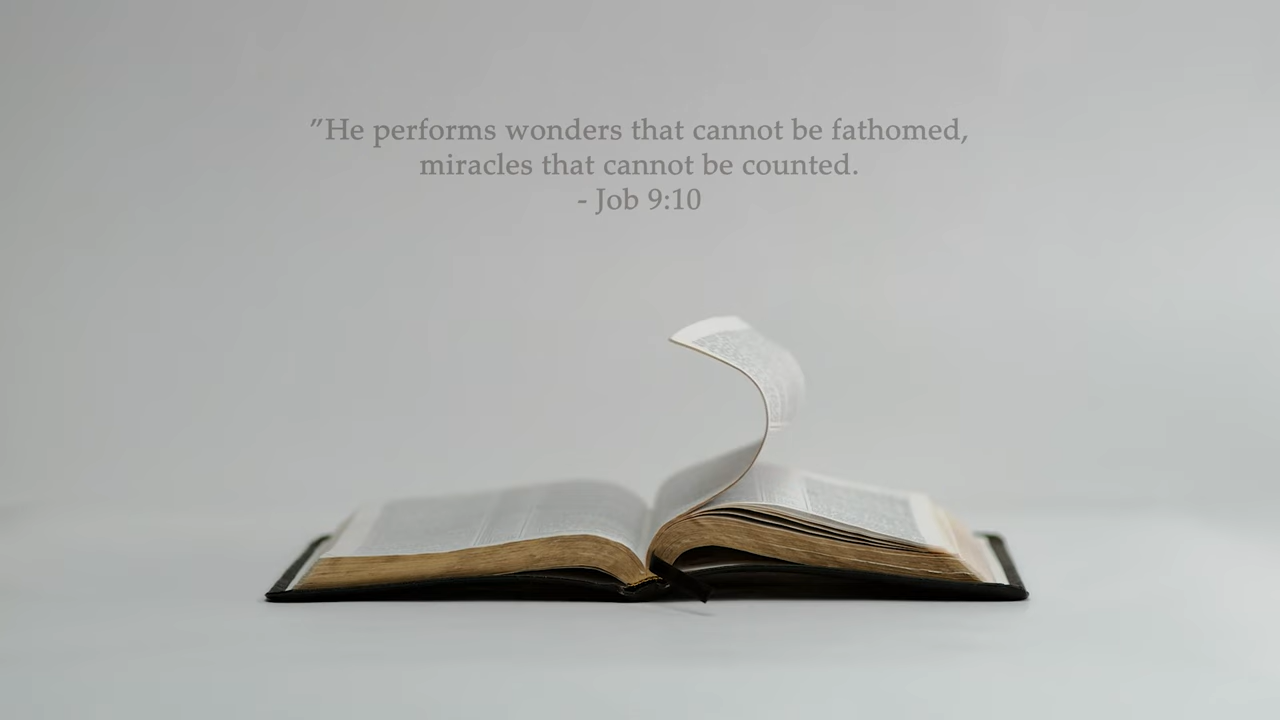 ”He performs wonders that cannot be fathomed,
miracles that cannot be counted.
- Job 9:10